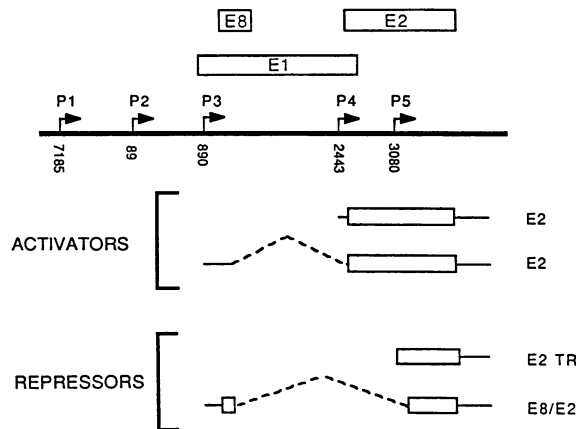 E8 E2
E1
P1 P2 P3 P4 P5
7185 89 890 2443 3080
E2
ACTIVATORS
E2
E2 TR
REPRESSORS
E8/E2